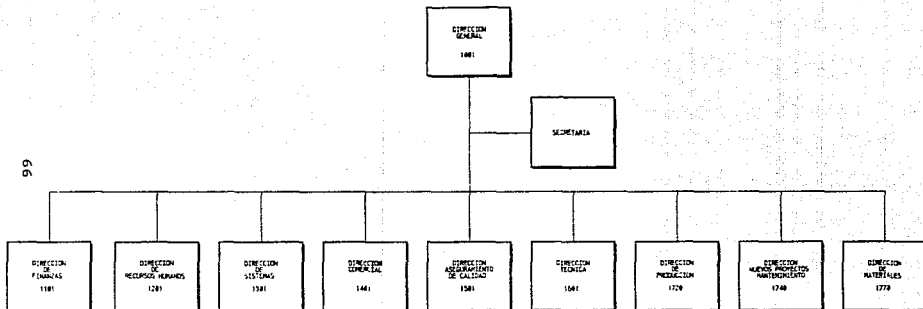 DIRECCION
GENERAL
1001
SECRETARIA
66
DIRECCION
DE
FINANZAS
1101
DIRECCION
DE
RECURSOS HUMANOS
1201
DIRECCION
DE
SISTEMAS
1301
DIRECCION
COMERCIAL
1401
DIRECCION
ASEGURAMIENTO
DE CALIDAD
1501
DIRECCION
TECNICA
1601
DIRECCION
DE
PRODUCCION
1720
DIRECCION
NUEVOS PROYECTOS
MANTENIMIENTO
1740
DIRECCION
DE
MATERIALES
1770